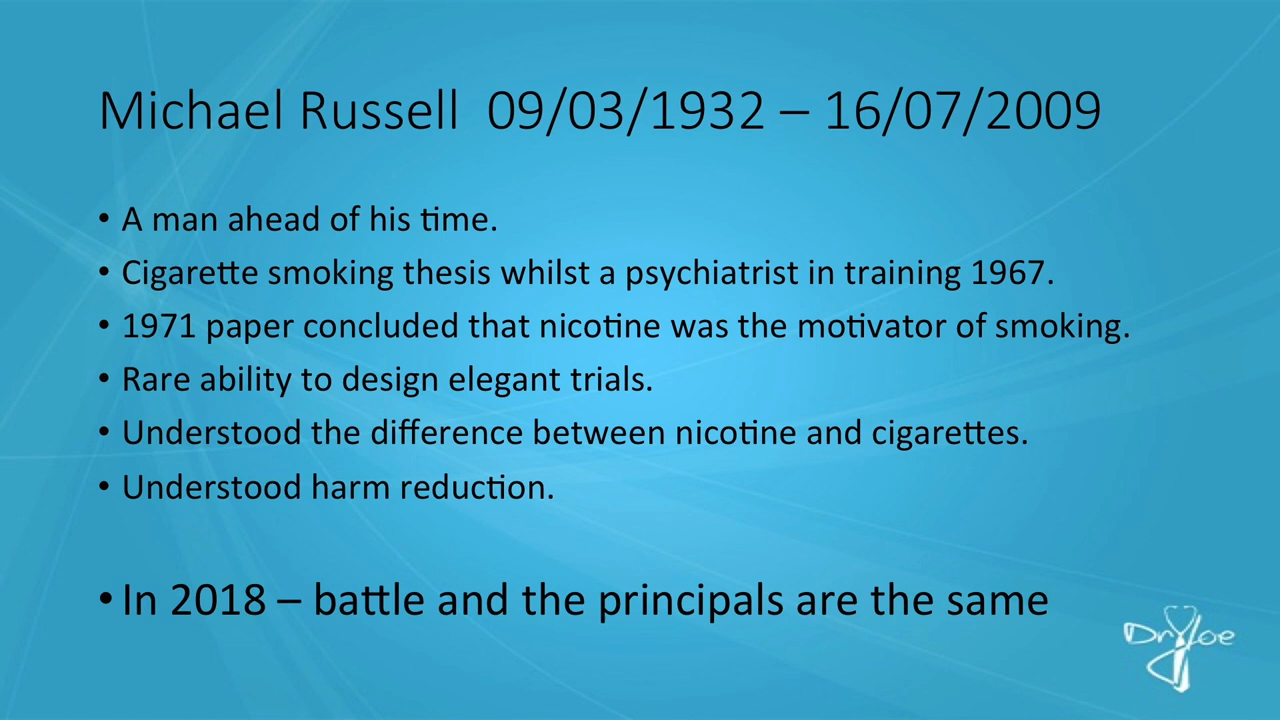 Michael Russell 09/03/1932 – 16/07/2009
• A man ahead of his time.
• Cigarette smoking thesis whilst a psychiatrist in training 1967.
• 1971 paper concluded that nicotine was the motivator of smoking.
• Rare ability to design elegant trials.
• Understood the difference between nicotine and cigarettes.
• Understood harm reduction.
• In 2018 – battle and the principals are the same
Dr Joe